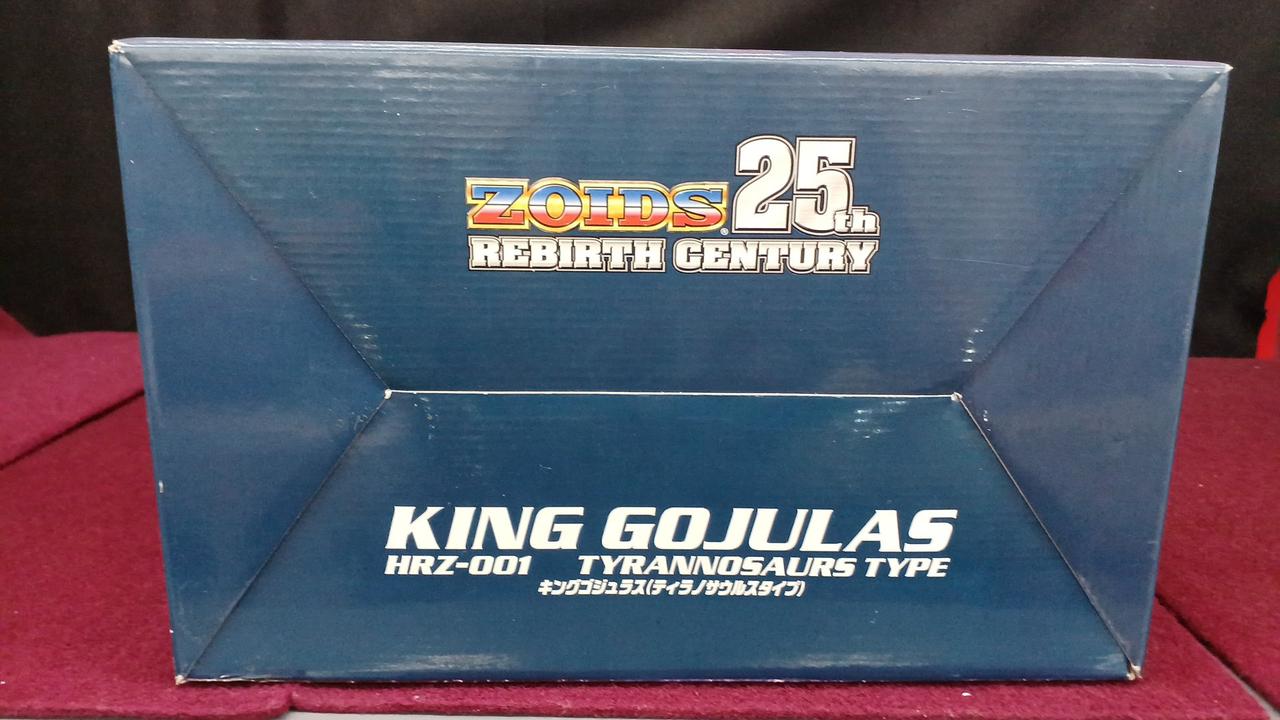 ZOIDS 25th
REBIRTH CENTURY
KING GOJULAS
HRZ-001 TYRANNOSAURS TYPE
キングゴジュラス(ティラノサウルスタイプ)